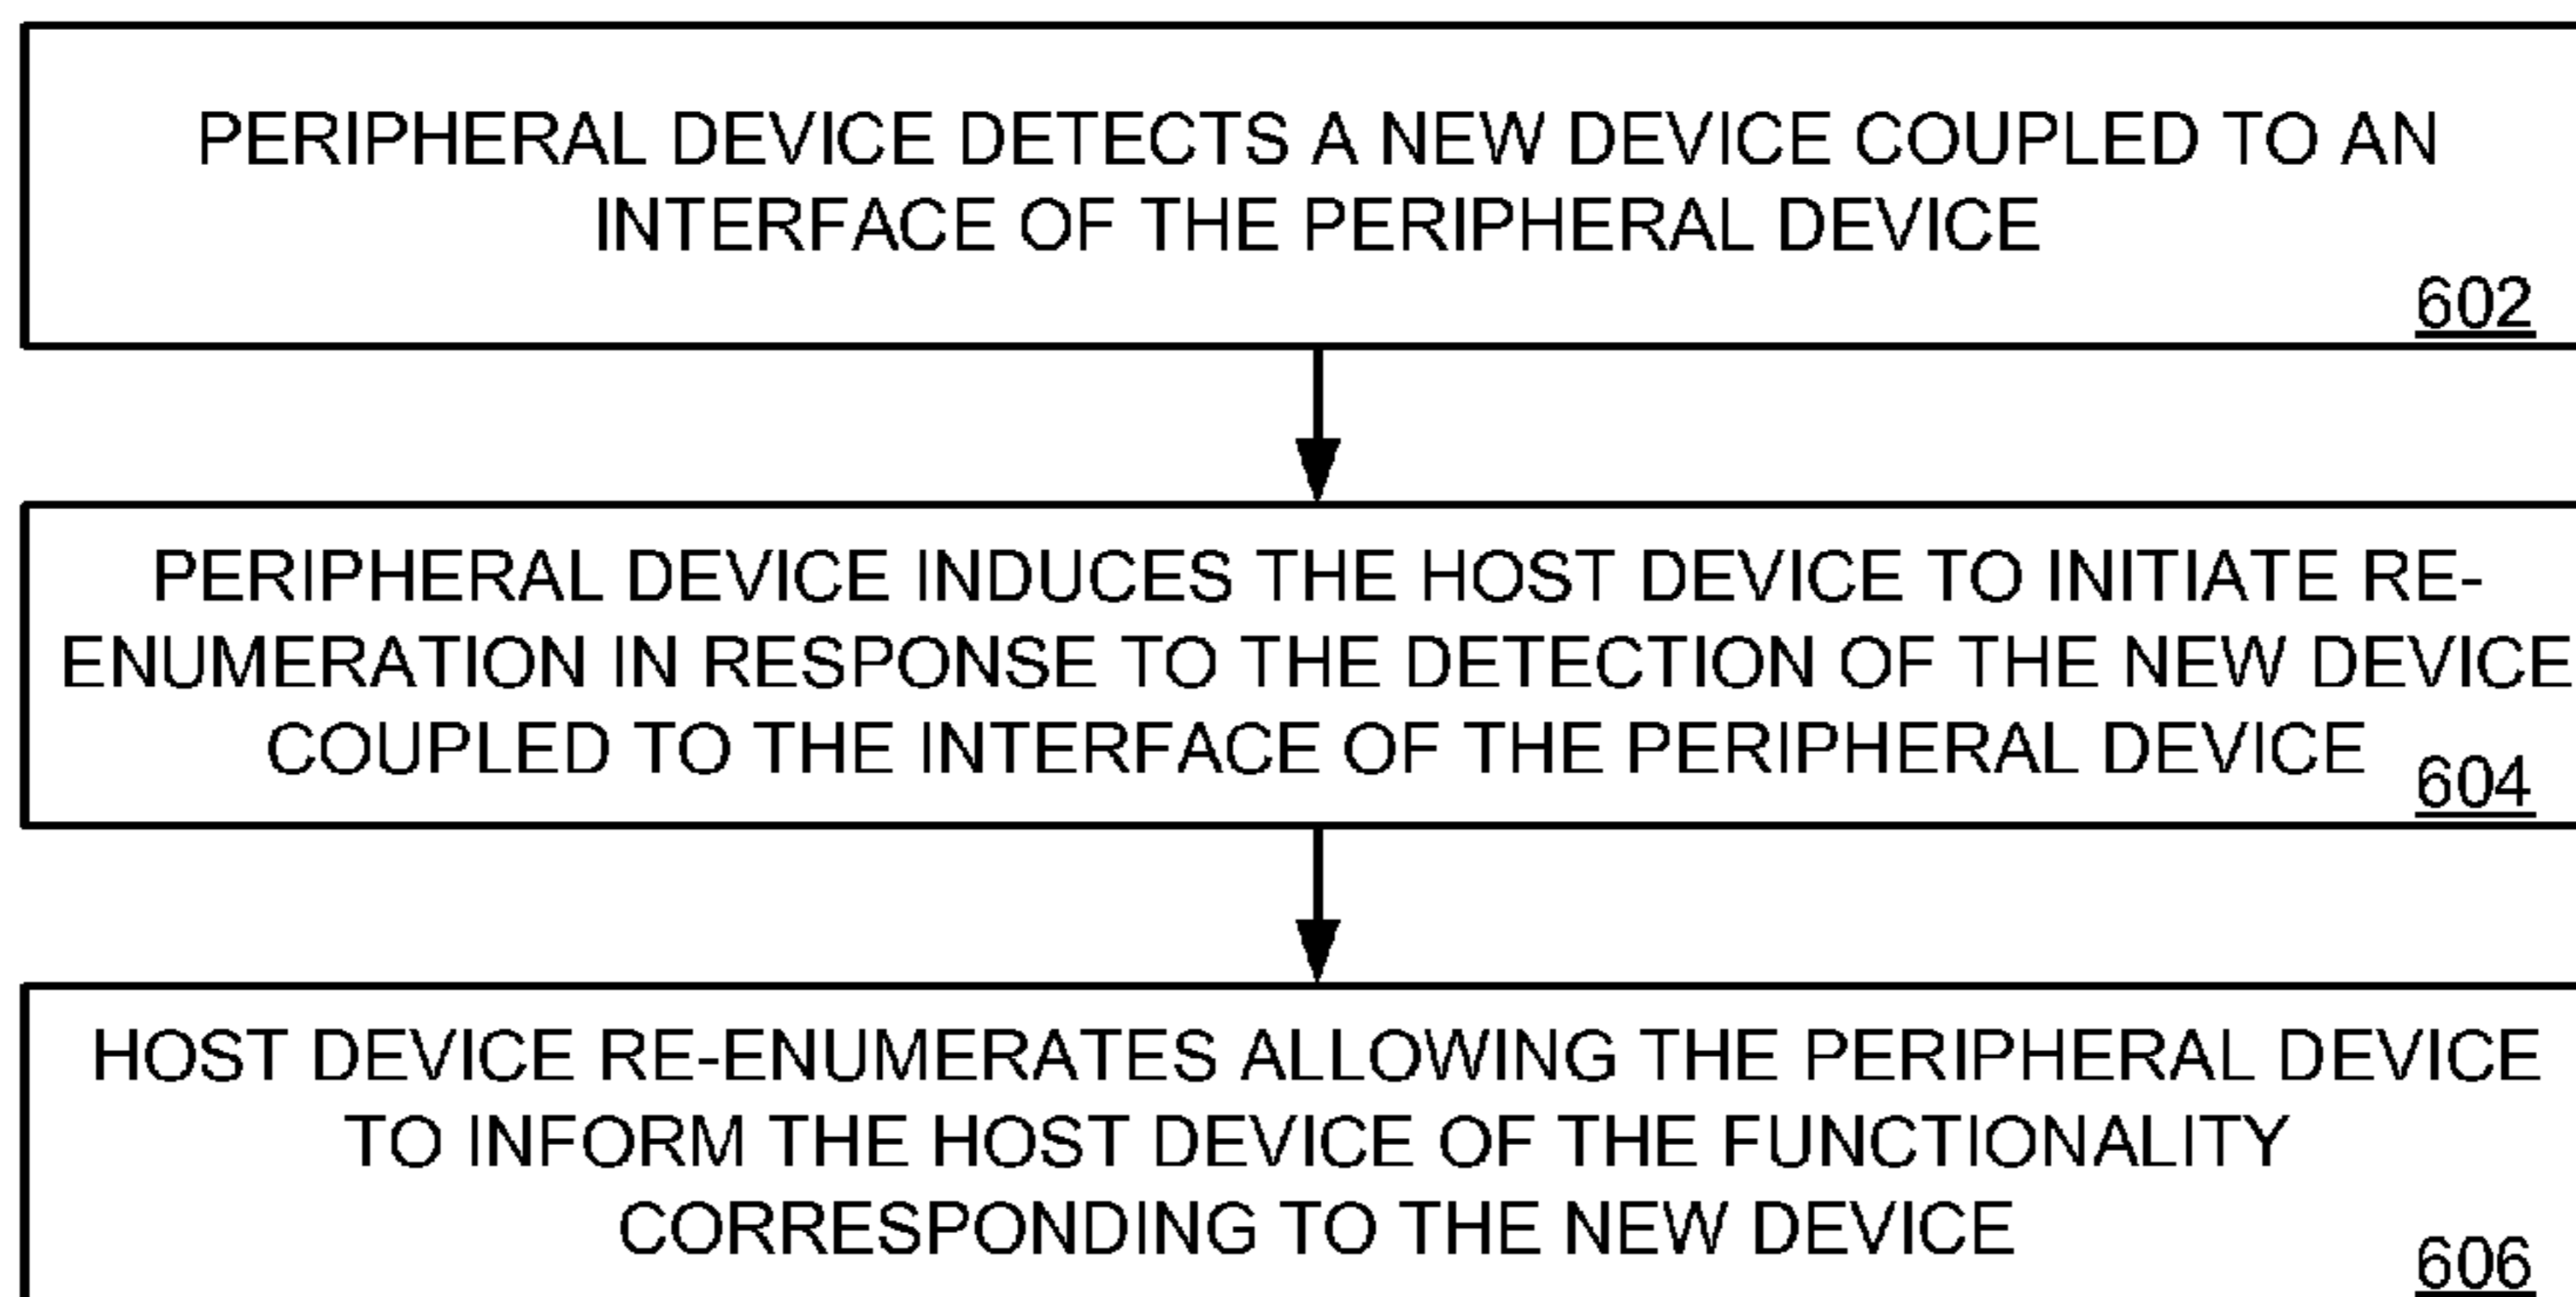 PERIPHERAL DEVICE DETECTS A NEW DEVICE COUPLED TO AN
INTERFACE OF THE PERIPHERAL DEVICE
602
PERIPHERAL DEVICE INDUCES THE HOST DEVICE TO INITIATE RE-
ENUMERATION IN RESPONSE TO THE DETECTION OF THE NEW DEVICE
COUPLED TO THE INTERFACE OF THE PERIPHERAL DEVICE
604
HOST DEVICE RE-ENUMERATES ALLOWING THE PERIPHERAL DEVICE
TO INFORM THE HOST DEVICE OF THE FUNCTIONALITY
CORRESPONDING TO THE NEW DEVICE
606